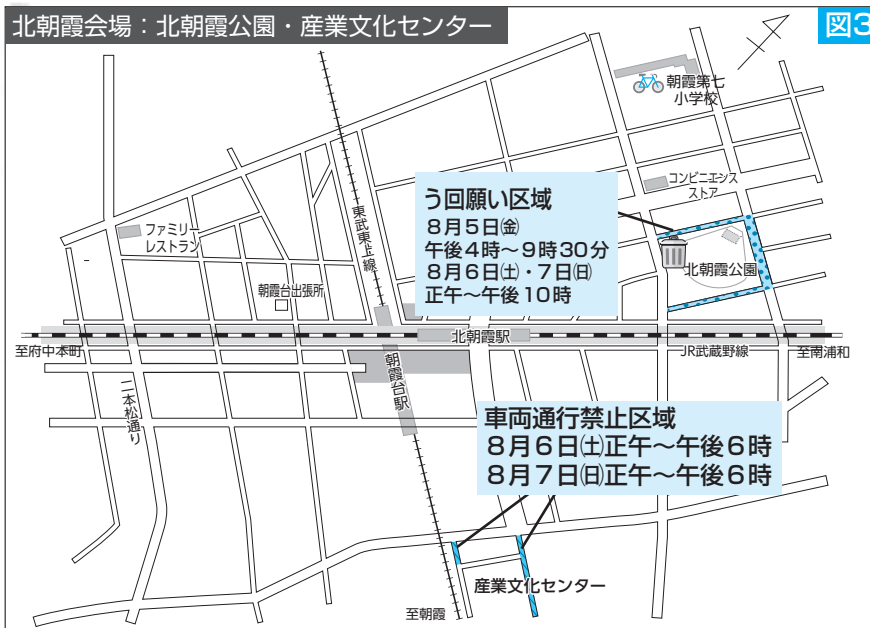 北朝霞会場：北朝霞公園・産業文化センター
図3
朝霞第七
小学校
コンビニエンス
ストア
う回願い区域
8月5日㈮
午後4時～9時30分
8月6日㈯・7日㈰
正午～午後10時
東武東上線
ファミリー
レストラン
北朝霞公園
朝霞台出張所
北朝霞駅
至府中本町
JR武蔵野線
至南浦和
朝霞台駅
二本松通り
車両通行禁止区域
8月6日㈯正午～午後6時
8月7日㈰正午～午後6時
産業文化センター
至朝霞